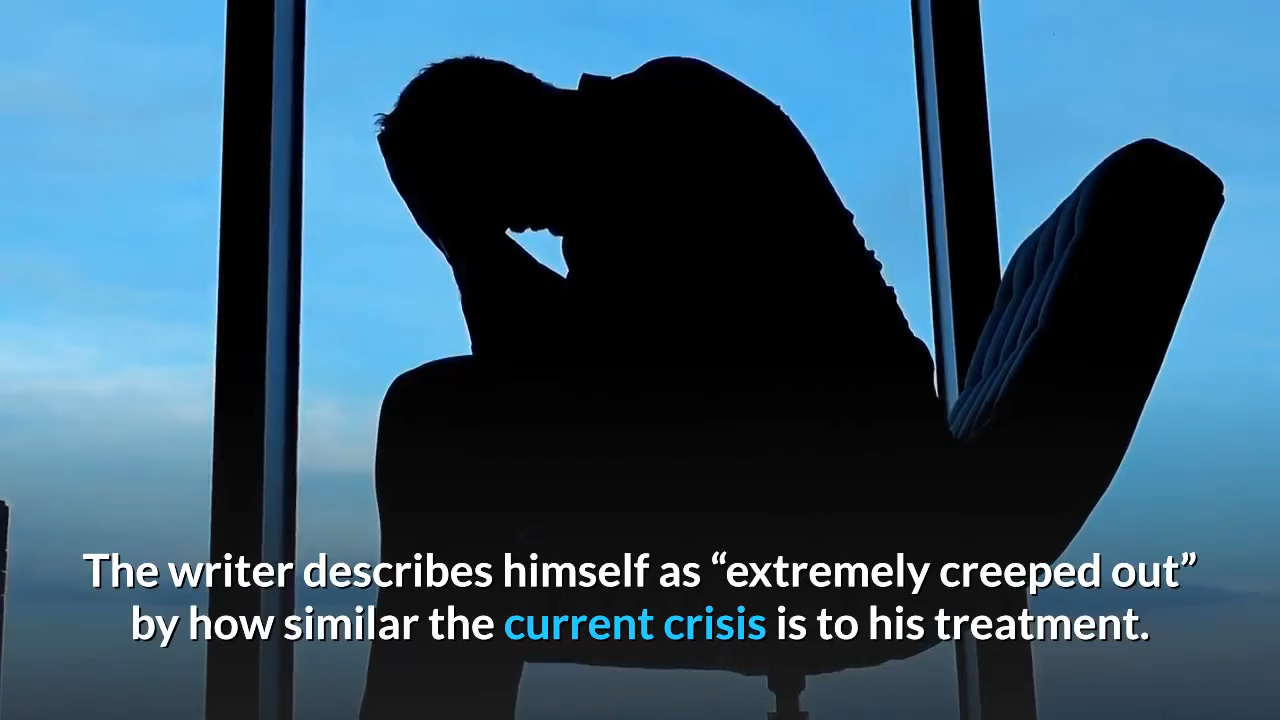 The writer describes himself as “extremely creeped out”
by how similar the current crisis is to his treatment.